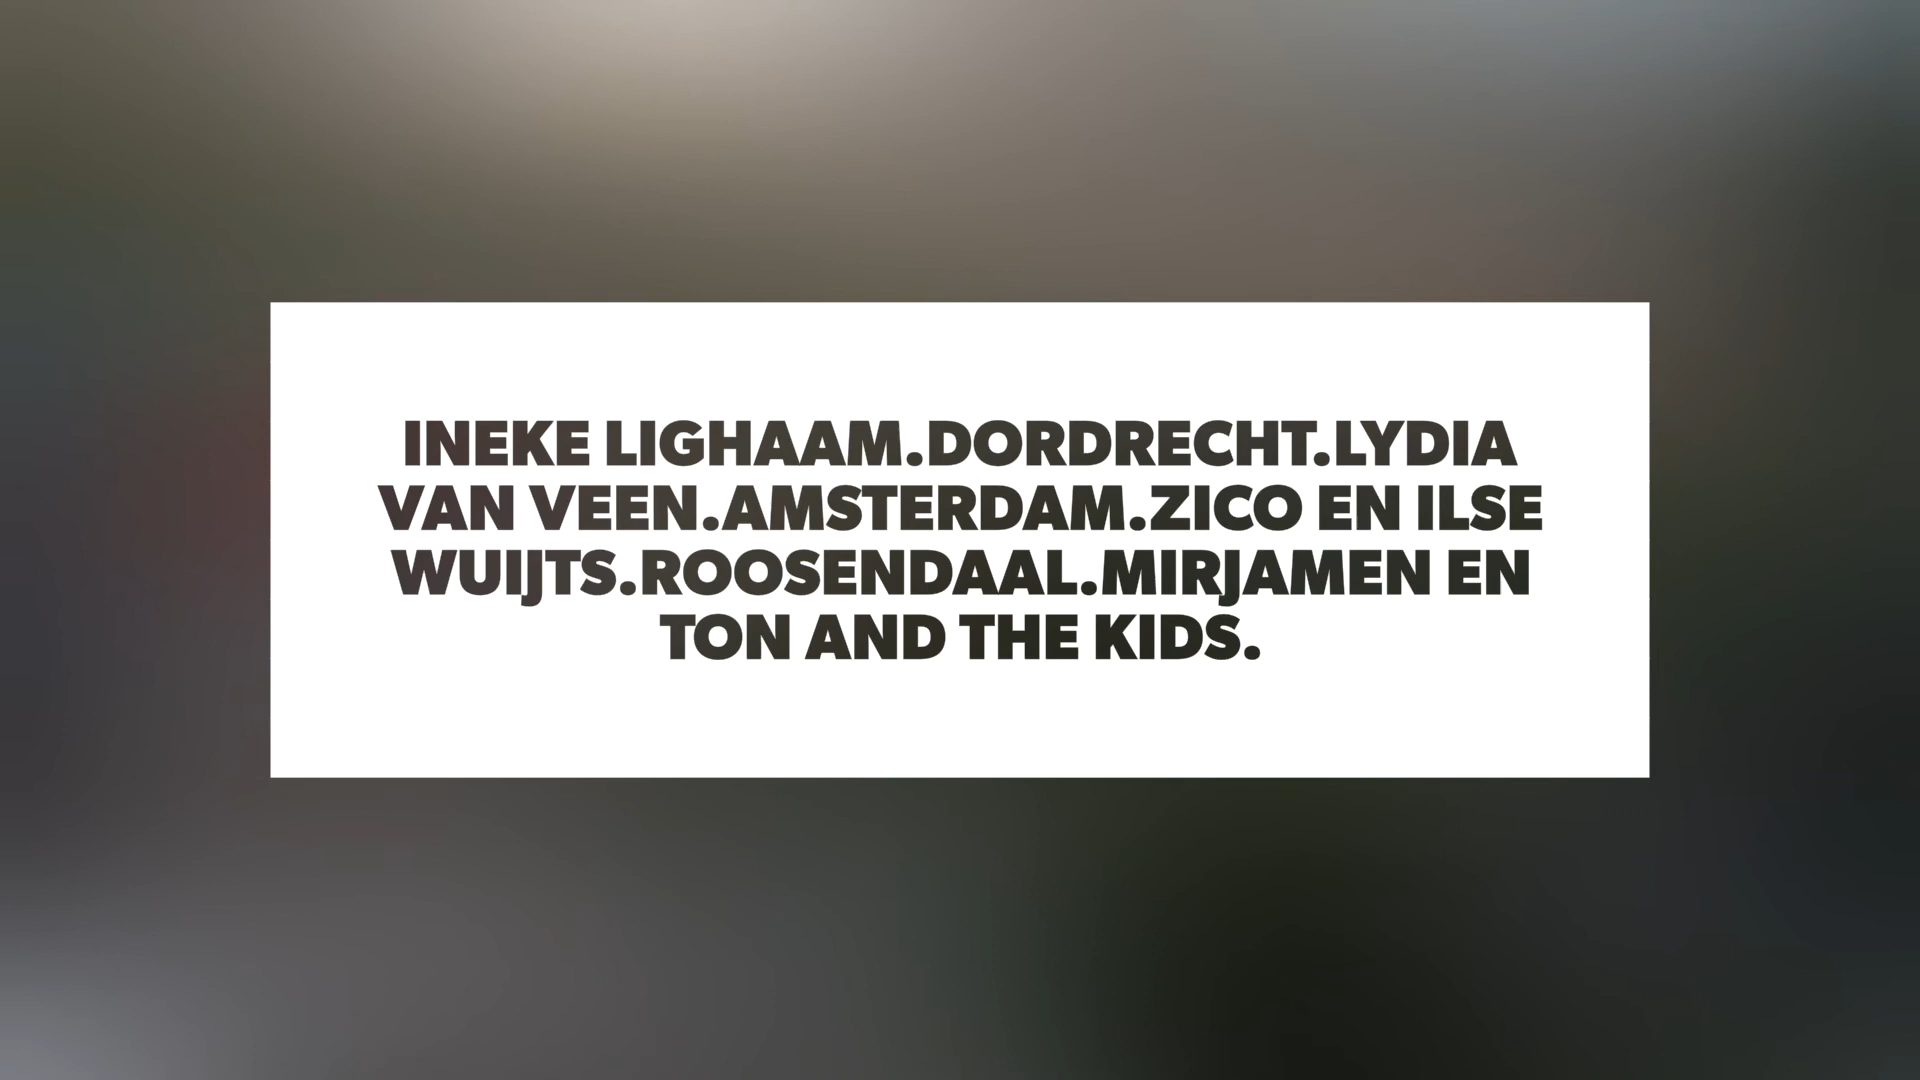 INEKE LIGHAAM.DORDRECHT.LYDIA
VAN VEEN.AMSTERDAM.ZICO EN ILSE
WUIJTS.ROOSENDAAL.MIRJAMEN EN
TON AND THE KIDS.